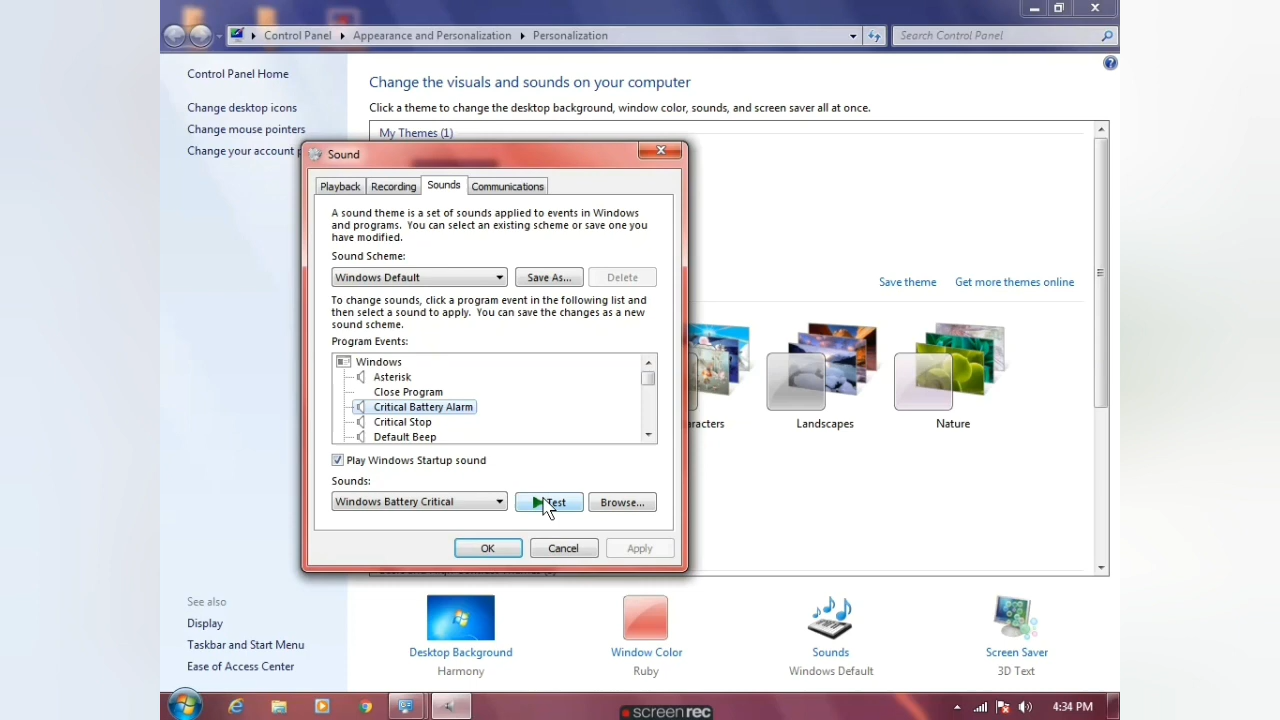 Control Panel
Appearance and Personalization
Personalization
Search Control Panel
Control Panel Home
Change desktop icons
Change mouse pointers
Change your account
Change the visuals and sounds on your computer
Click a theme to change the desktop background, window color, sounds, and screen saver all at once.
My Themes (1)
Save theme
Get more themes online
Landscapes
Nature
Sound
Playback
Recording
Sounds
Communications
A sound theme is a set of sounds applied to events in Windows
and programs. You can select an existing scheme or save one you
have modified.
Sound Scheme:
Windows Default
Save As...
Delete
To change sounds, click a program event in the following list and
then select a sound to apply. You can save the changes as a new
sound scheme.
Program Events:
Windows
Asterisk
Close Program
Critical Battery Alarm
Critical Stop
Default Beep
Play Windows Startup sound
Sounds:
Windows Battery Critical
Test
Browse...
OK
Cancel
Apply
See also
Display
Taskbar and Start Menu
Ease of Access Center
Desktop Background
Harmony
Window Color
Ruby
Sounds
Windows Default
Screen Saver
3D Text
screenrec
4:34 PM